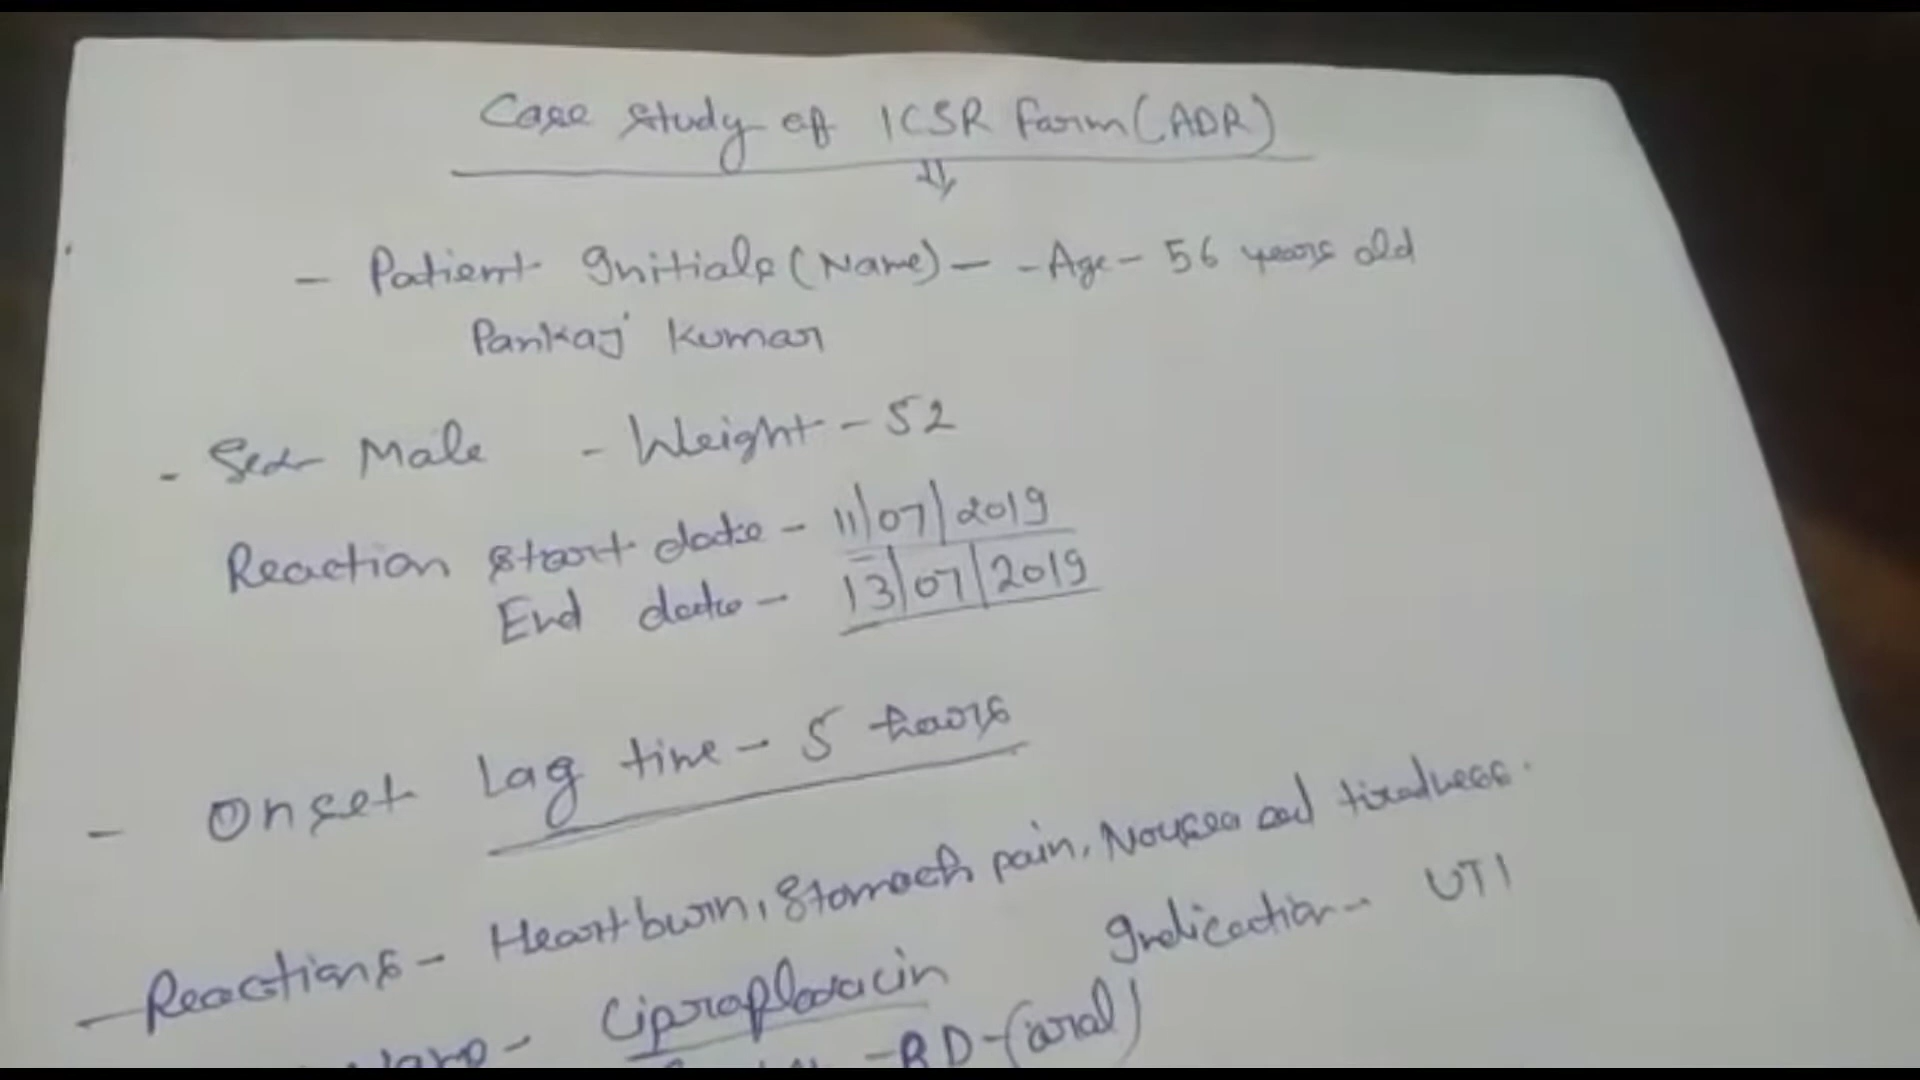 Case Study of ICSR Form (ADR)
- Patient Initials (Name) - - Age - 56 years old
Pankaj Kumar
- Sex Male - Weight - 52
Reaction start date - 11/07/2019
End date - 13/07/2019
- Onset Lag time - 5 hours
- Reactions - Heartburn, Stomach pain, Nausea and tiredness.
Indication - UTI
Ciprofloxacin
- BD - (oral)